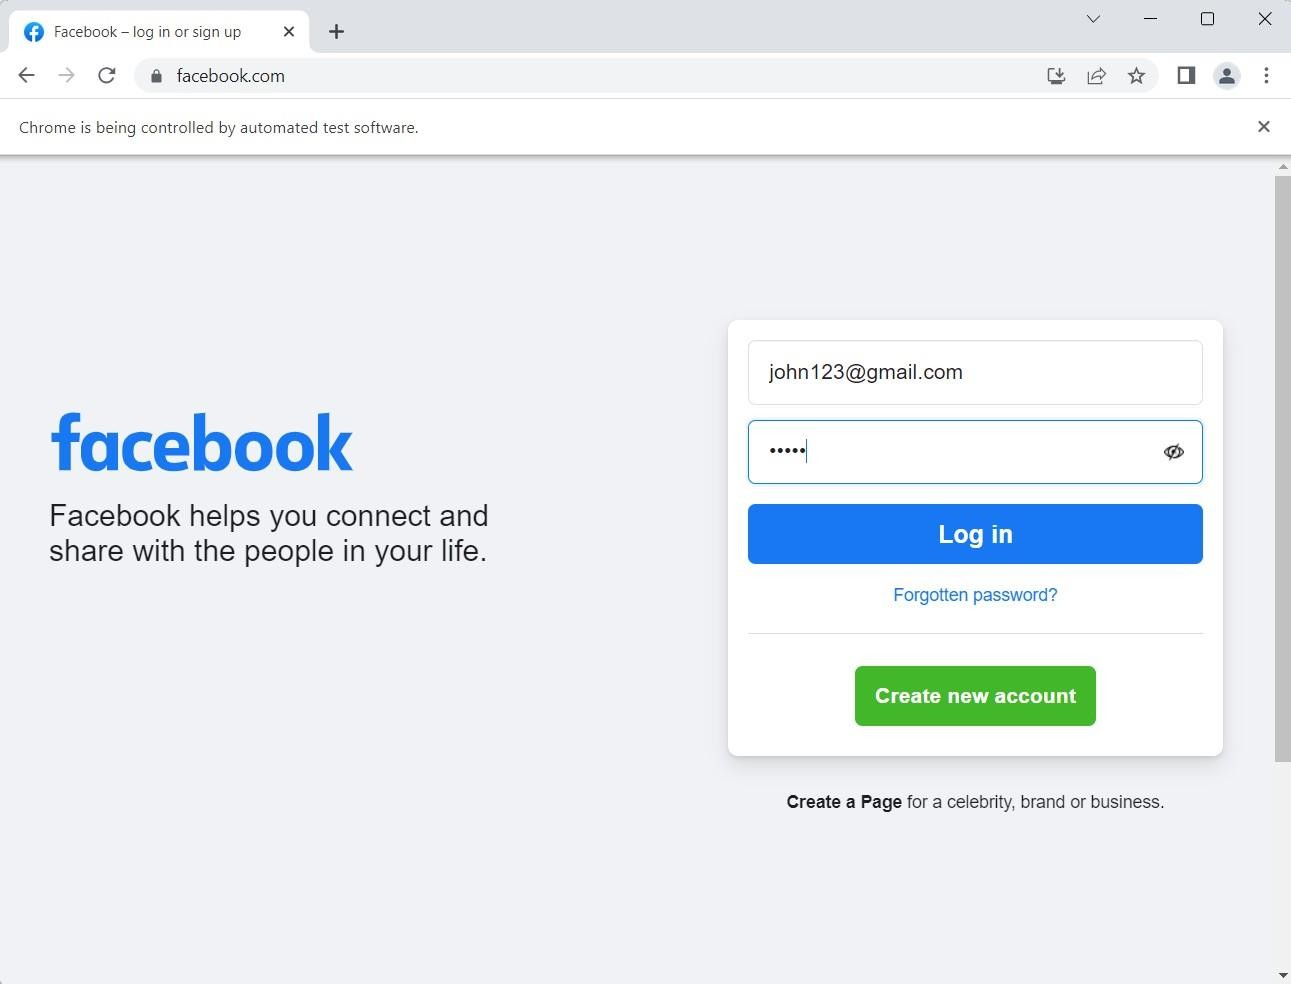 Facebook – log in or sign up
facebook.com
Chrome is being controlled by automated test software.
facebook
Facebook helps you connect and
share with the people in your life.
john123@gmail.com
•••••
Log in
Forgotten password?
Create new account
Create a Page for a celebrity, brand or business.